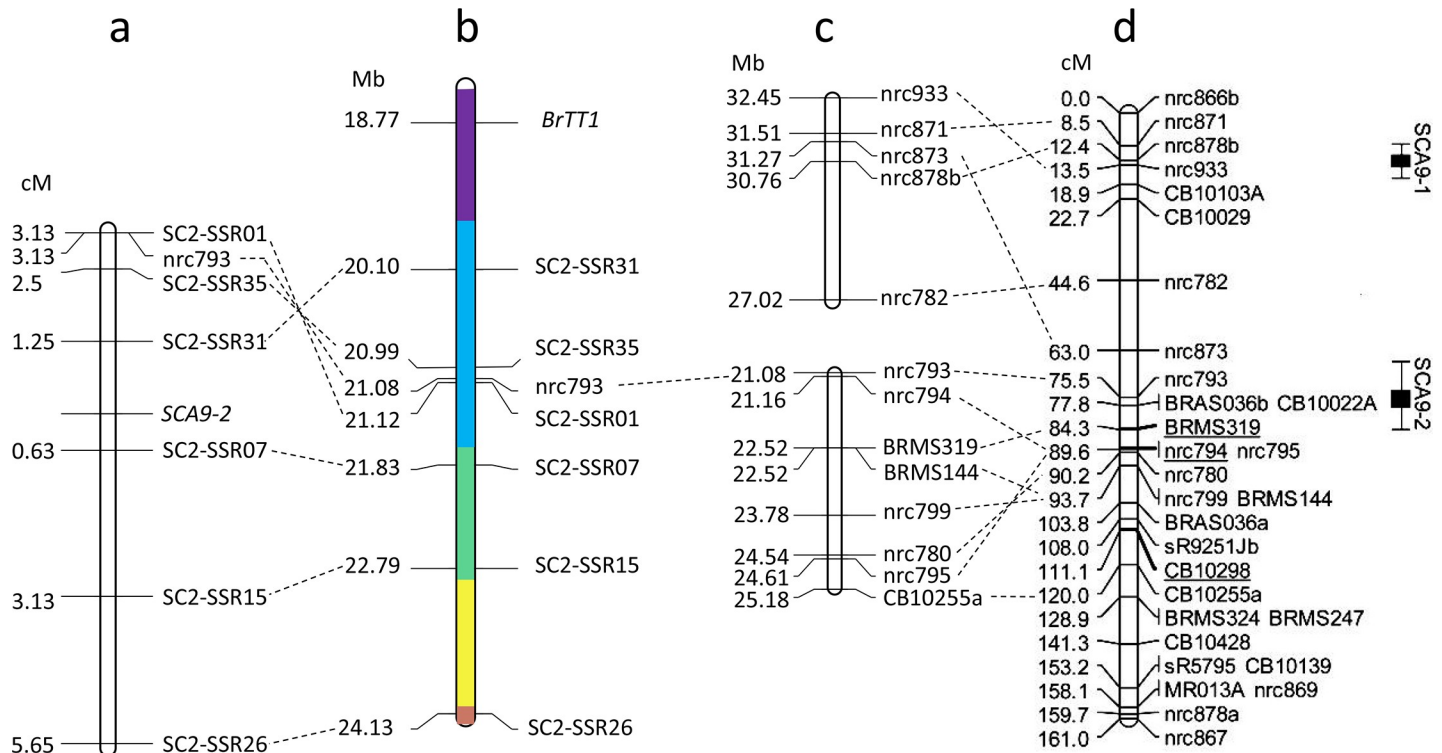 a
b
c
d
cM
3.13 SC2-SSR01
3.13 nrc793
2.5 SC2-SSR35
1.25 SC2-SSR31
SCA9-2
0.63 SC2-SSR07
3.13 SC2-SSR15
5.65 SC2-SSR26
Mb
18.77 BrTT1
20.10 SC2-SSR31
20.99 SC2-SSR35
21.08 nrc793
21.12 SC2-SSR01
21.83 SC2-SSR07
22.79 SC2-SSR15
24.13 SC2-SSR26
Mb
32.45 nrc933
31.51 nrc871
31.27 nrc873
30.76 nrc878b
27.02 nrc782
21.08 nrc793
21.16 nrc794
22.52 BRMS319
22.52 BRMS144
23.78 nrc799
24.54 nrc780
24.61 nrc795
25.18 CB10255a
cM
0.0 nrc866b
8.5 nrc871
12.4 nrc878b
13.5 nrc933
18.9 CB10103A
22.7 CB10029
44.6 nrc782
63.0 nrc873
75.5 nrc793
77.8 BRAS036b CB10022A
84.3 BRMS319
89.6 nrc794 nrc795
90.2 nrc780
93.7 nrc799 BRMS144
103.8 BRAS036a
108.0 sR9251Jb
111.1 CB10298
120.0 CB10255a
128.9 BRMS324 BRMS247
141.3 CB10428
153.2 sR5795 CB10139
158.1 MR013A nrc869
159.7 nrc878a
161.0 nrc867
SCA9-1
SCA9-2